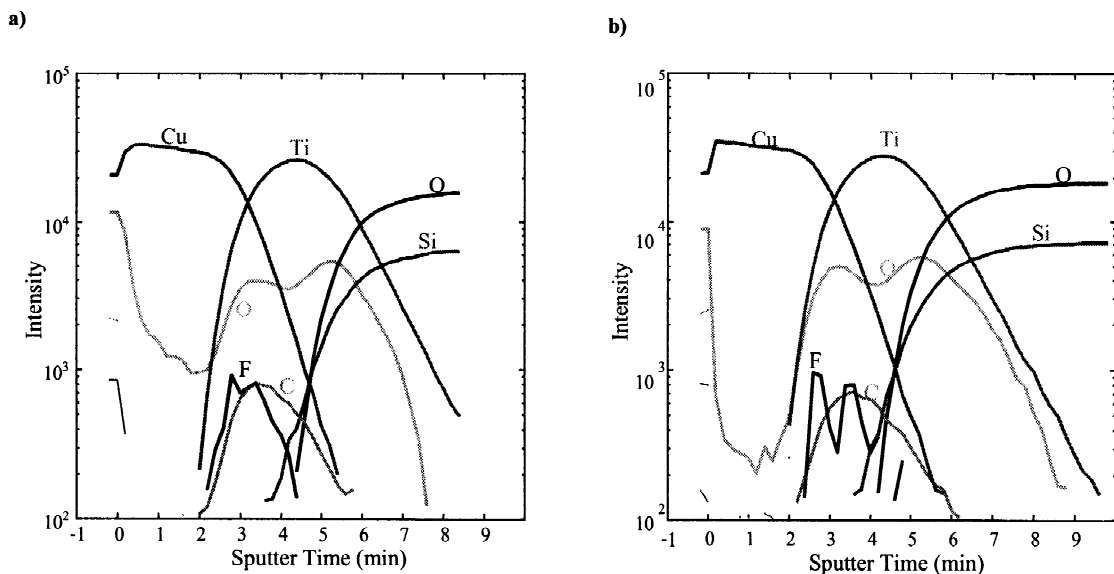 a)
b)
10^5
Cu
Ti
O
10^4
Si
Intensity
O
F
C
10^3
10^2
-1 0 1 2 3 4 5 6 7 8 9
Sputter Time (min)
10^5
Cu
Ti
O
10^4
Si
Intensity
O
F
C
10^3
10^2
-1 0 1 2 3 4 5 6 7 8 9
Sputter Time (min)